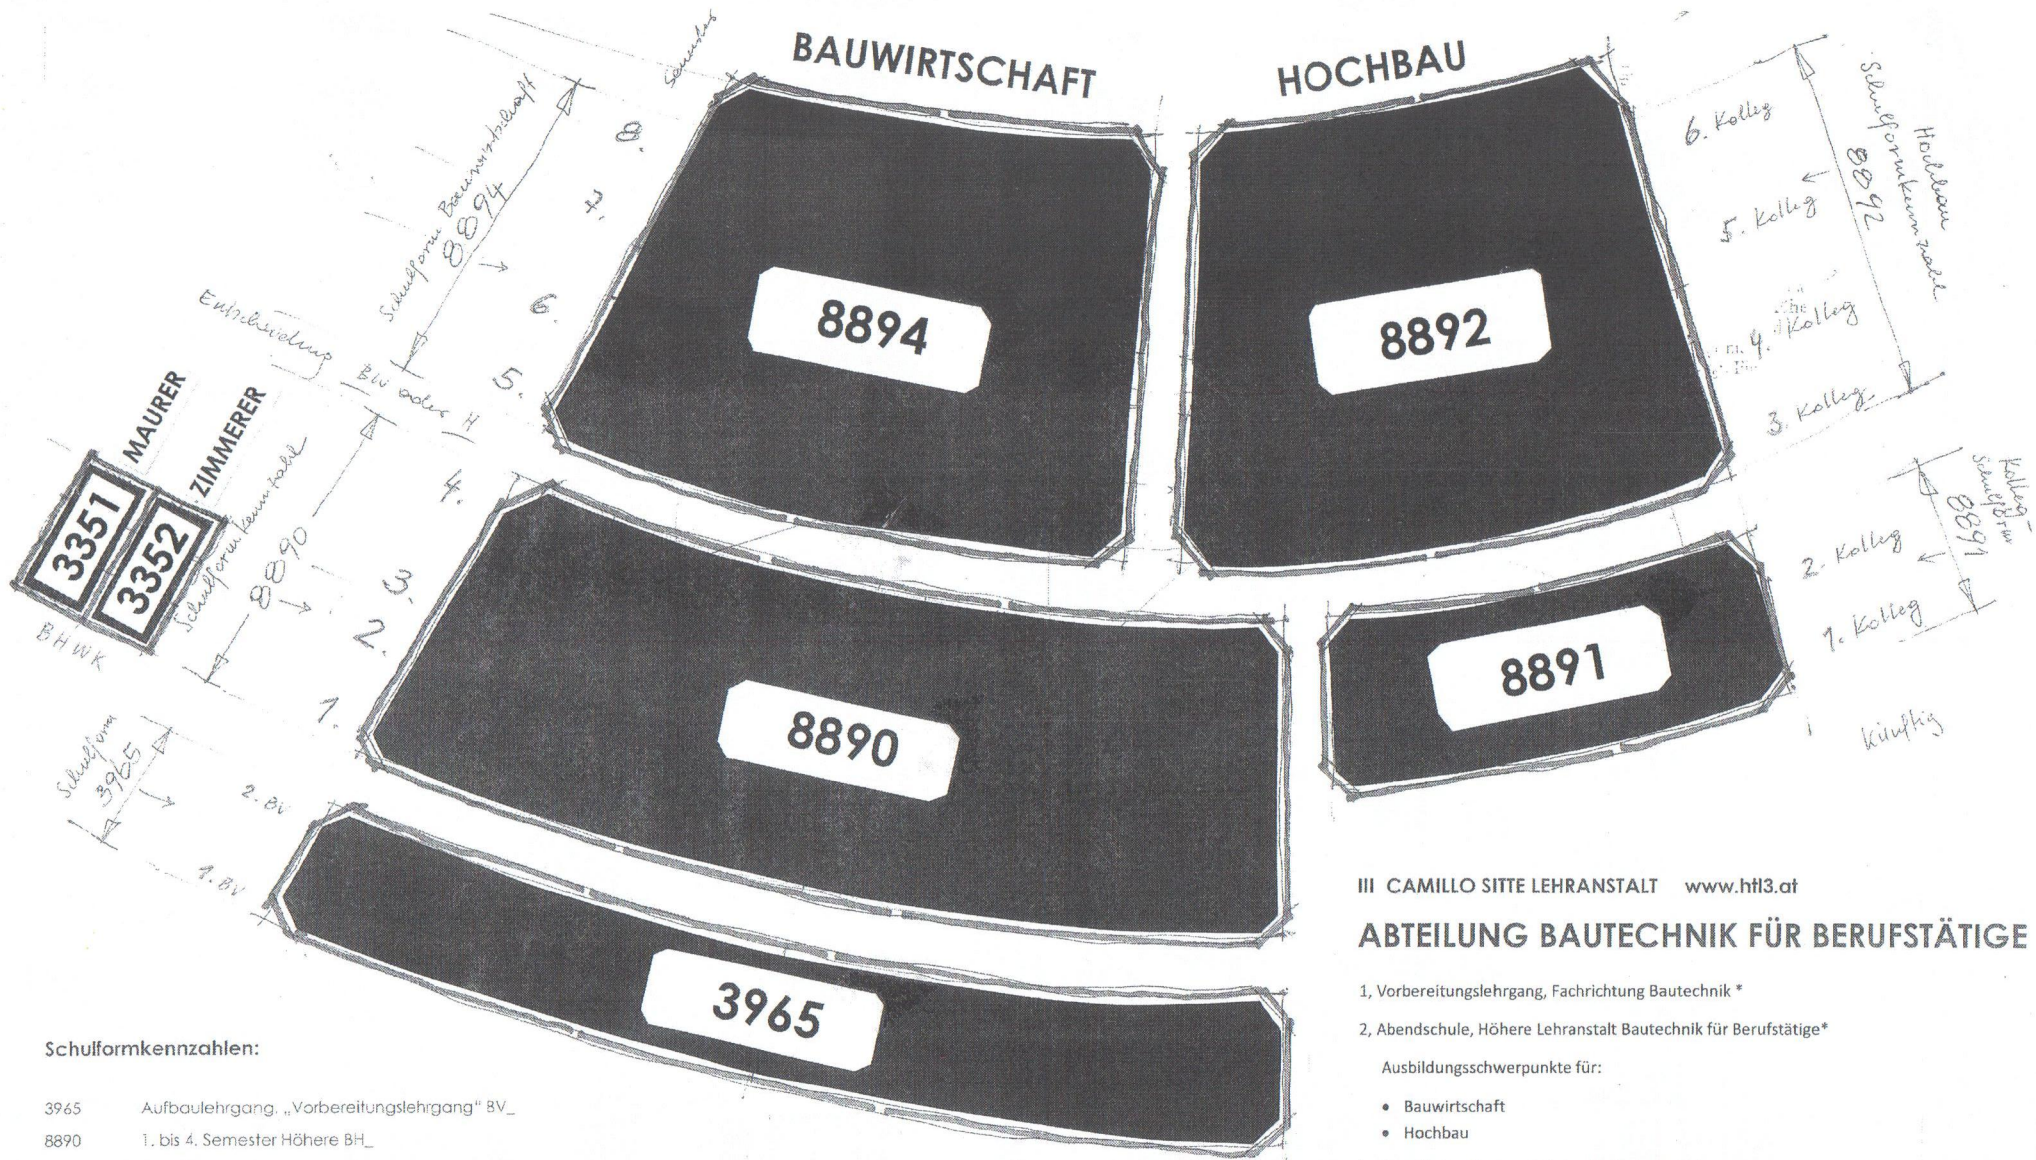 BAUWIRTSCHAFT
HOCHBAU
Semester
8.
7.
6.
5.
4.
3.
2.
1.
2. BV
1. BV
Schulform Bauwirtschaft
8894
Entscheidung BW oder H
Schulformkennzahl
8890
Schulform
3965
MAURER
ZIMMERER
3351
3352
BHWK
8894
8892
8890
8891
3965
6. Kolleg
5. Kolleg
4. Kolleg
3. Kolleg
2. Kolleg
1. Kolleg
Künftig
Hochbau
Schulformkennzahl
8892
Kolleg-
Schulform
8891
III CAMILLO SITTE LEHRANSTALT www.htl3.at
ABTEILUNG BAUTECHNIK FÜR BERUFSTÄTIGE
1, Vorbereitungslehrgang, Fachrichtung Bautechnik *
2, Abendschule, Höhere Lehranstalt Bautechnik für Berufstätige*
Ausbildungsschwerpunkte für:
• Bauwirtschaft
• Hochbau
Schulformkennzahlen:
3965 Aufbaulehrgang, „Vorbereitungslehrgang" BV_
8890 1. bis 4. Semester Höhere BH_